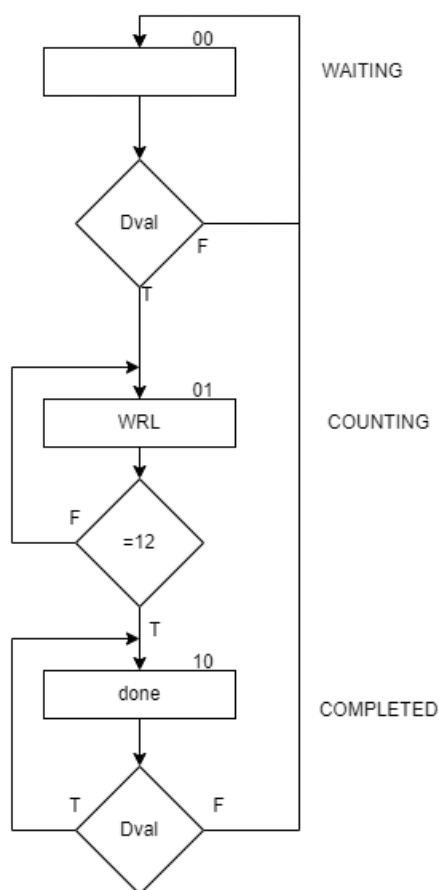 00
WAITING
Dval
F
T
01
WRL
COUNTING
F
=12
T
10
done
COMPLETED
T
F
Dval